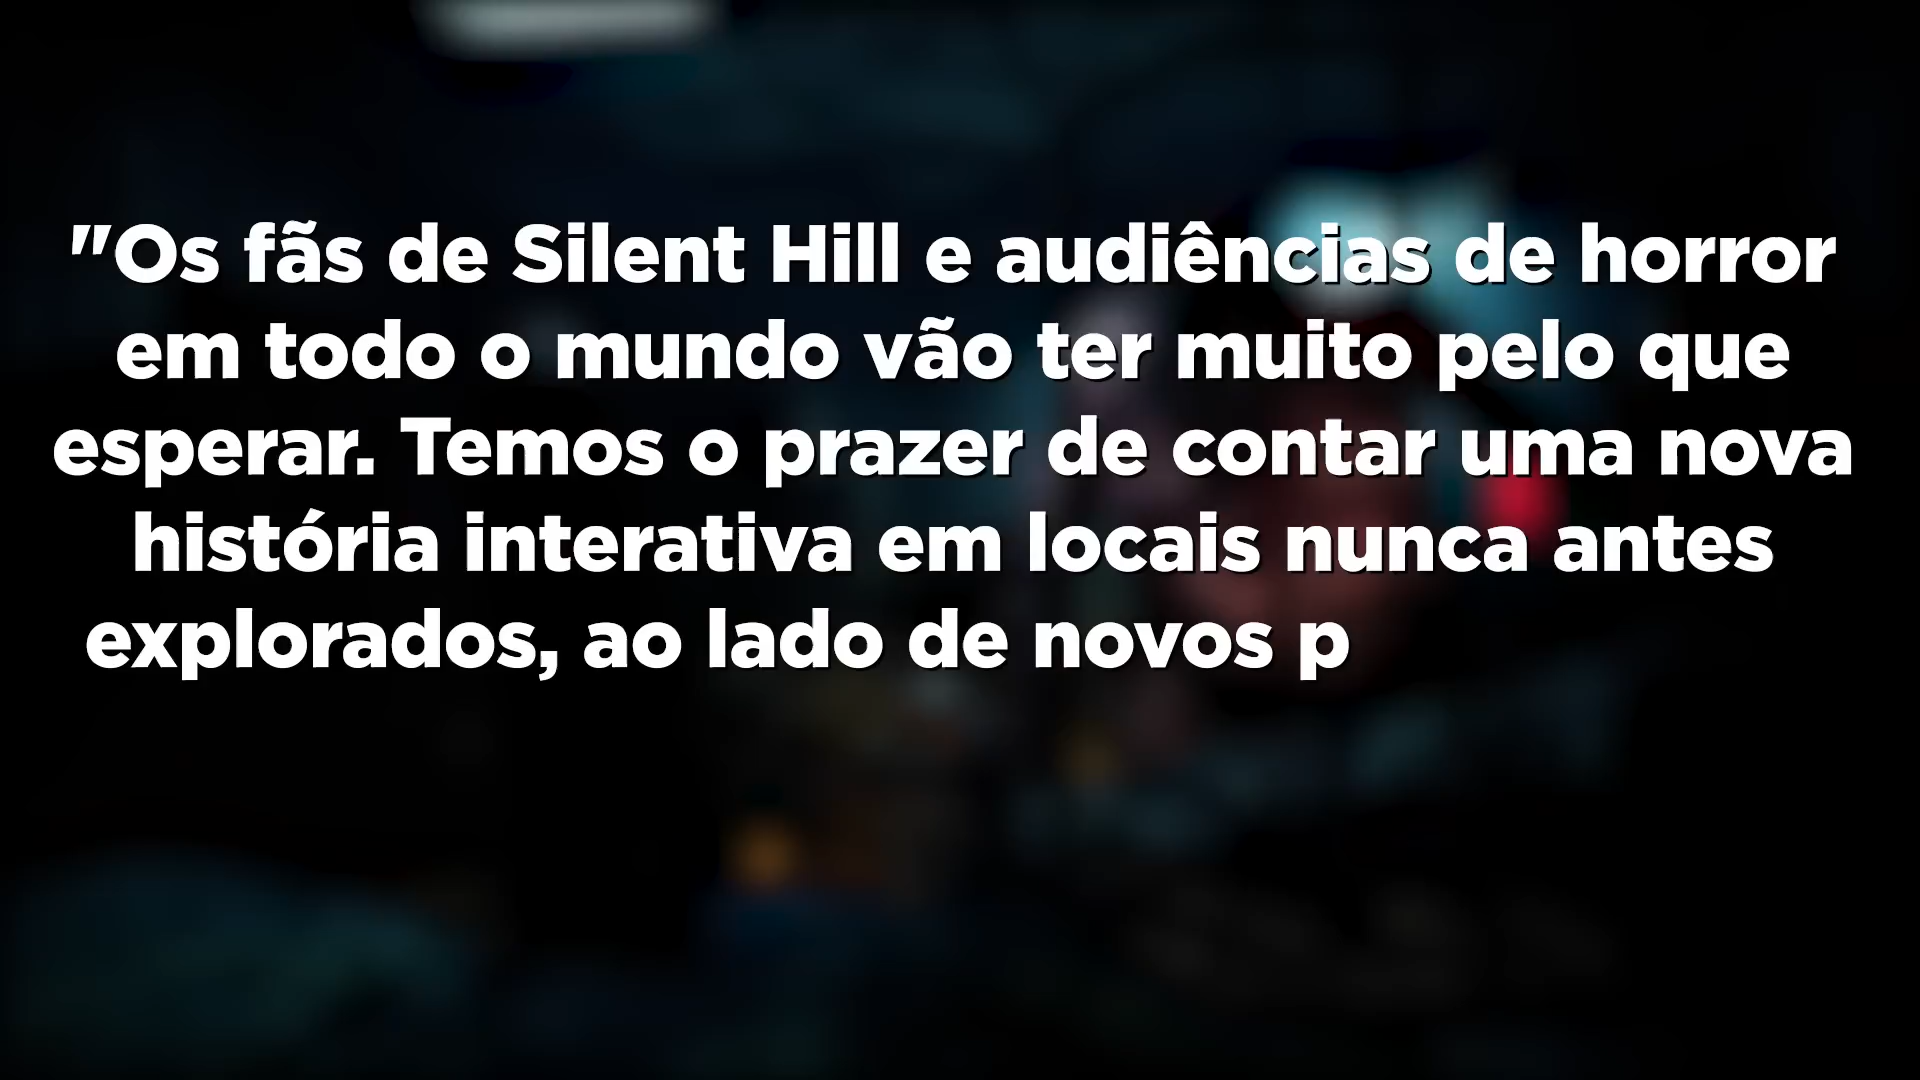 "Os fãs de Silent Hill e audiências de horror
em todo o mundo vão ter muito pelo que
esperar. Temos o prazer de contar uma nova
história interativa em locais nunca antes
explorados, ao lado de novos p